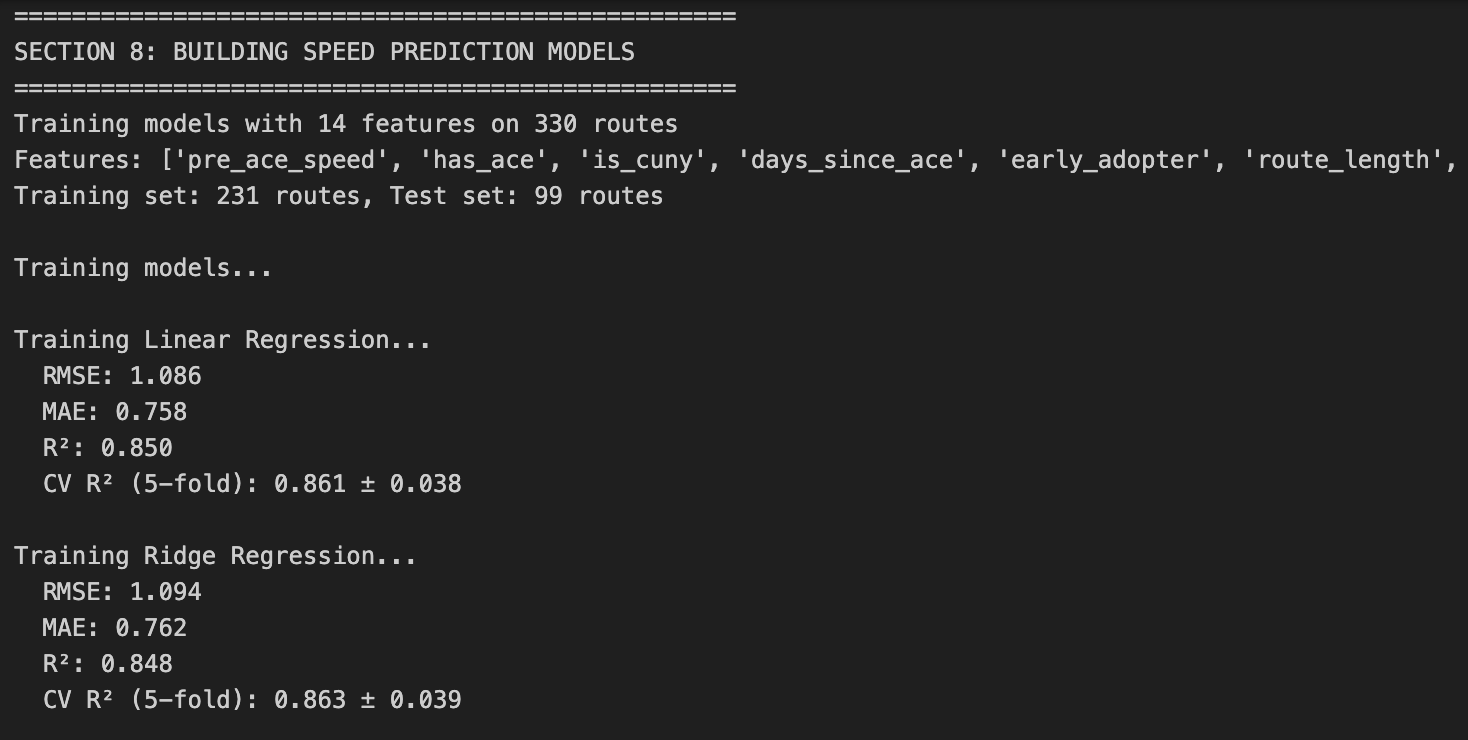 ==================================================
SECTION 8: BUILDING SPEED PREDICTION MODELS
==================================================
Training models with 14 features on 330 routes
Features: ['pre_ace_speed', 'has_ace', 'is_cuny', 'days_since_ace', 'early_adopter', 'route_length',
Training set: 231 routes, Test set: 99 routes
Training models...
Training Linear Regression...
RMSE: 1.086
MAE: 0.758
R²: 0.850
CV R² (5-fold): 0.861 ± 0.038
Training Ridge Regression...
RMSE: 1.094
MAE: 0.762
R²: 0.848
CV R² (5-fold): 0.863 ± 0.039